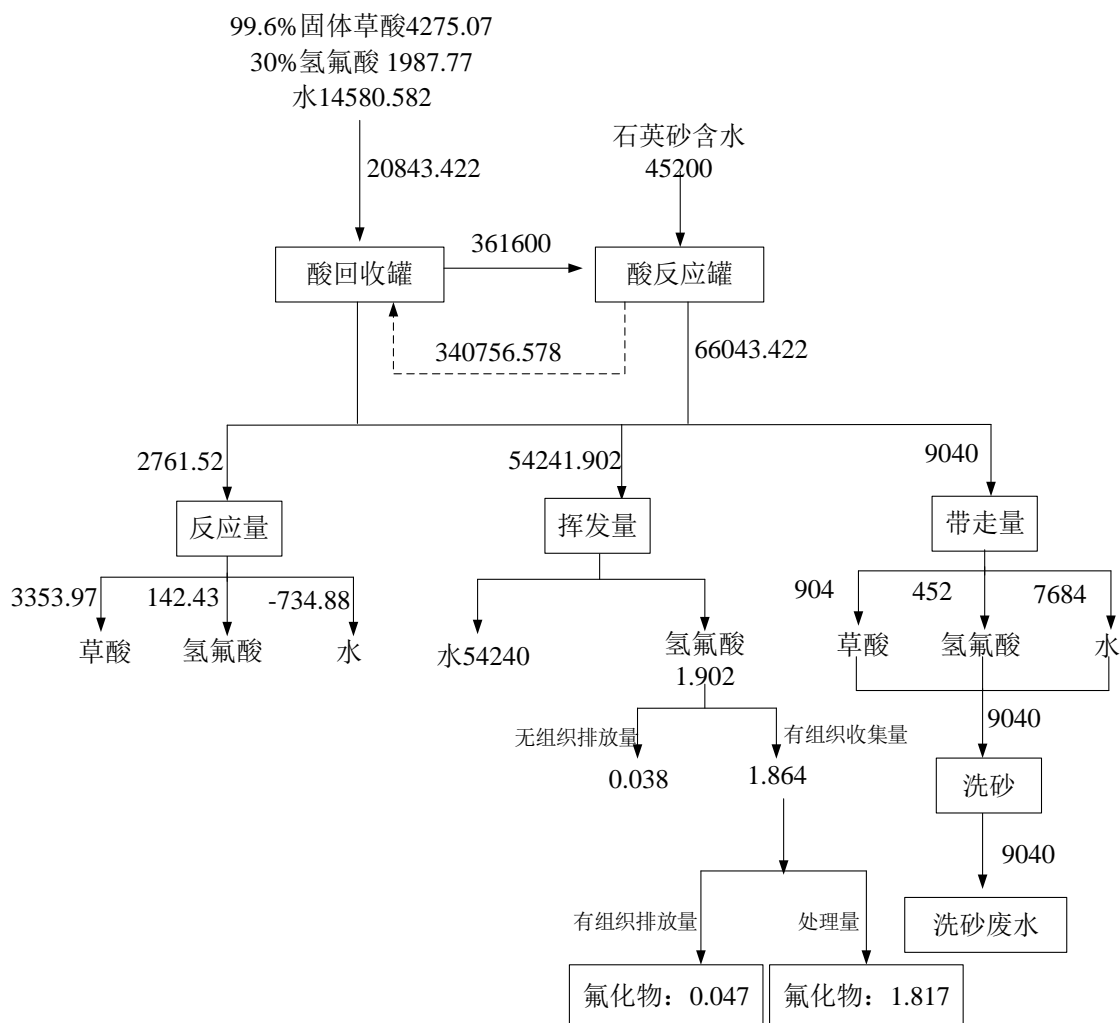 99.6%固体草酸4275.07
30%氢氟酸 1987.77
水14580.582
石英砂含水
45200
20843.422
361600
酸回收罐
酸反应罐
340756.578
66043.422
2761.52
54241.902
9040
反应量
挥发量
带走量
3353.97
142.43
-734.88
904
452
7684
草酸
氢氟酸
水
水54240
氢氟酸
1.902
草酸
氢氟酸
水
无组织排放量
有组织收集量
9040
0.038
1.864
洗砂
9040
有组织排放量
处理量
洗砂废水
氟化物：0.047
氟化物：1.817